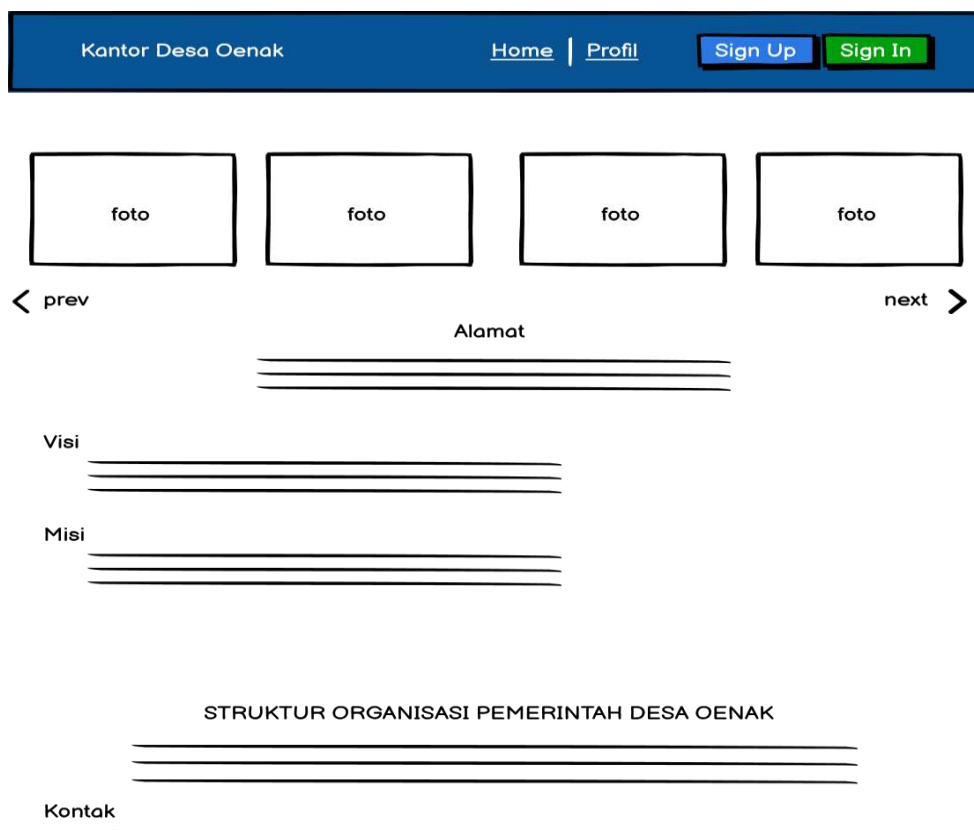 Kantor Desa Oenak Home Profil Sign Up Sign In
foto foto foto foto
prev next
Alamat
Visi
Misi
STRUKTUR ORGANISASI PEMERINTAH DESA OENAK
Kontak